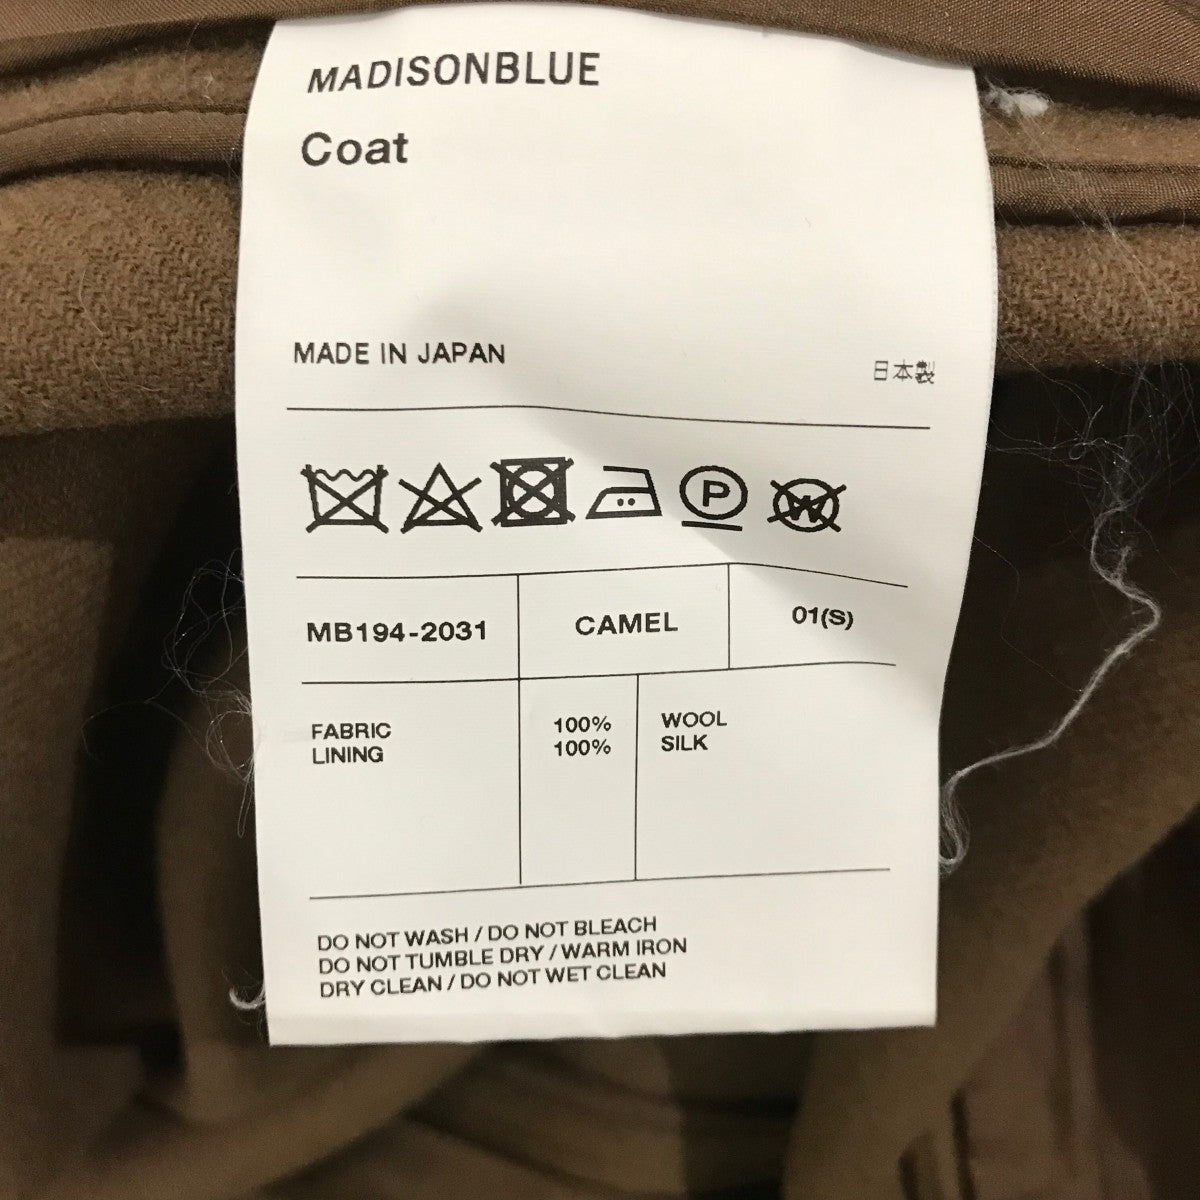 MADISONBLUE
Coat
MADE IN JAPAN 日本製
P W
MB194-2031 CAMEL 01(S)
FABRIC 100% WOOL
LINING 100% SILK
DO NOT WASH / DO NOT BLEACH
DO NOT TUMBLE DRY / WARM IRON
DRY CLEAN / DO NOT WET CLEAN